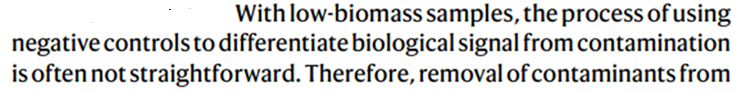 With low-biomass samples, the process of using
negative controls to differentiate biological signal from contamination
is often not straightforward. Therefore, removal of contaminants from